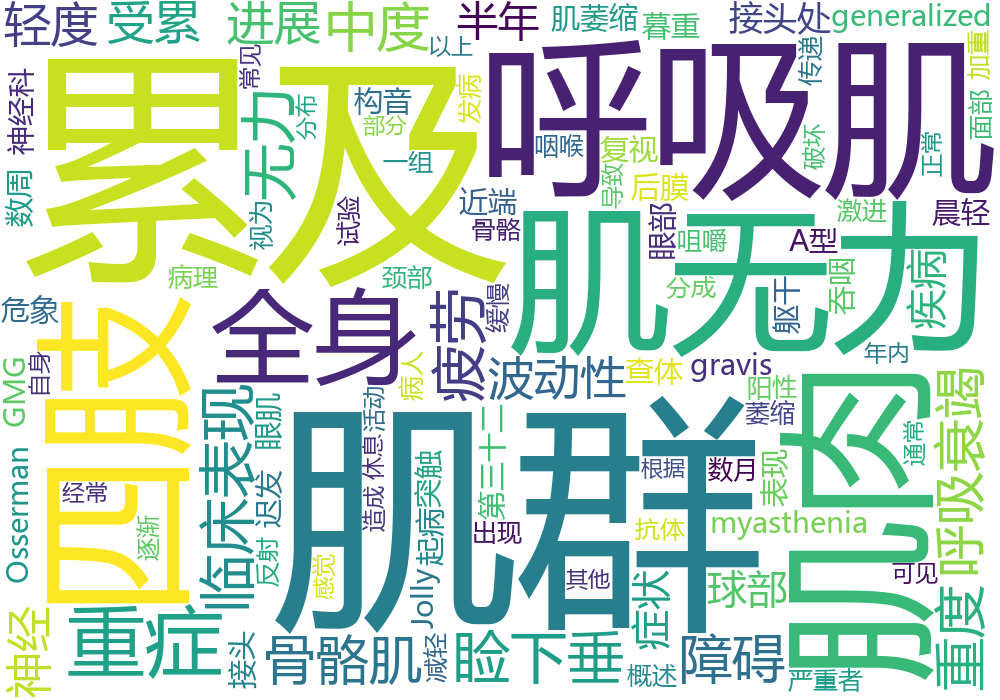 轻度
受累
进展
中度
半年
肌萎缩
暮重
接头处
generalized
神经科
常见
累及
以上
发病
呼吸肌
传递
加重
面部
无力
分布
构音
部分
一组
咽喉
复视
导致
破坏
正常
数周
视为
试验
近端
骨骼
后膜
眼部
咀嚼
激进
A型
晨轻
病理
颈部
缓慢
肌无力
分成
躯干
吞咽
疾病
危象
四肢
全身
疲劳
波动性
查体
gravis
年内
GMG
自身
病人
阳性
萎缩
肌肉
临床表现
眼肌
活动
肌群
第三十二
根据
数月
表现
通常
衰竭
Osserman
经常
逐渐
迟发
造成
休息
起病
突触
出现
抗体
myasthenia
呼吸
反射
感觉
Jolly
其他
可见
神经
重症
接头
骨骼肌
减轻
睑
下垂
概述
症状
球部
障碍
严重者
重度